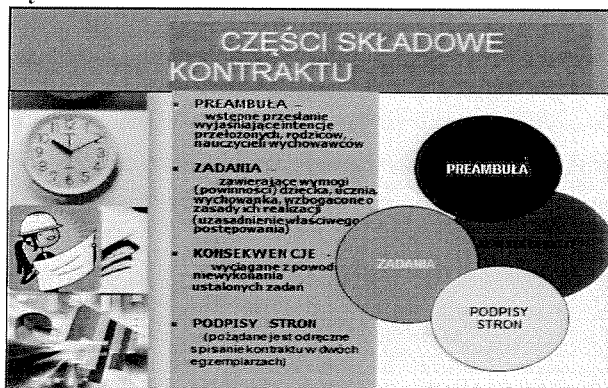 CZĘŚCI SKŁADOWE
KONTRAKTU
• PREAMBUŁA –
wstępne przesłanie
wyjaśniające intencje
przełożonych, rodziców,
nauczycieli wychowawców
• ZADANIA –
zawierające wymogi
(powinności) dziecka, ucznia,
wychowanka, wzbogacone o
zasady ich realizacji
(uzasadnienie właściwego
postępowania)
• KONSEKWENCJE -
wyciągane z powodu
niewykonania
ustalonych zadań
• PODPISY STRON
(pożądane jest odręczne
spisanie kontraktu w dwóch
egzemplarzach)
PREAMBUŁA
ZADANIA
PODPISY
STRON